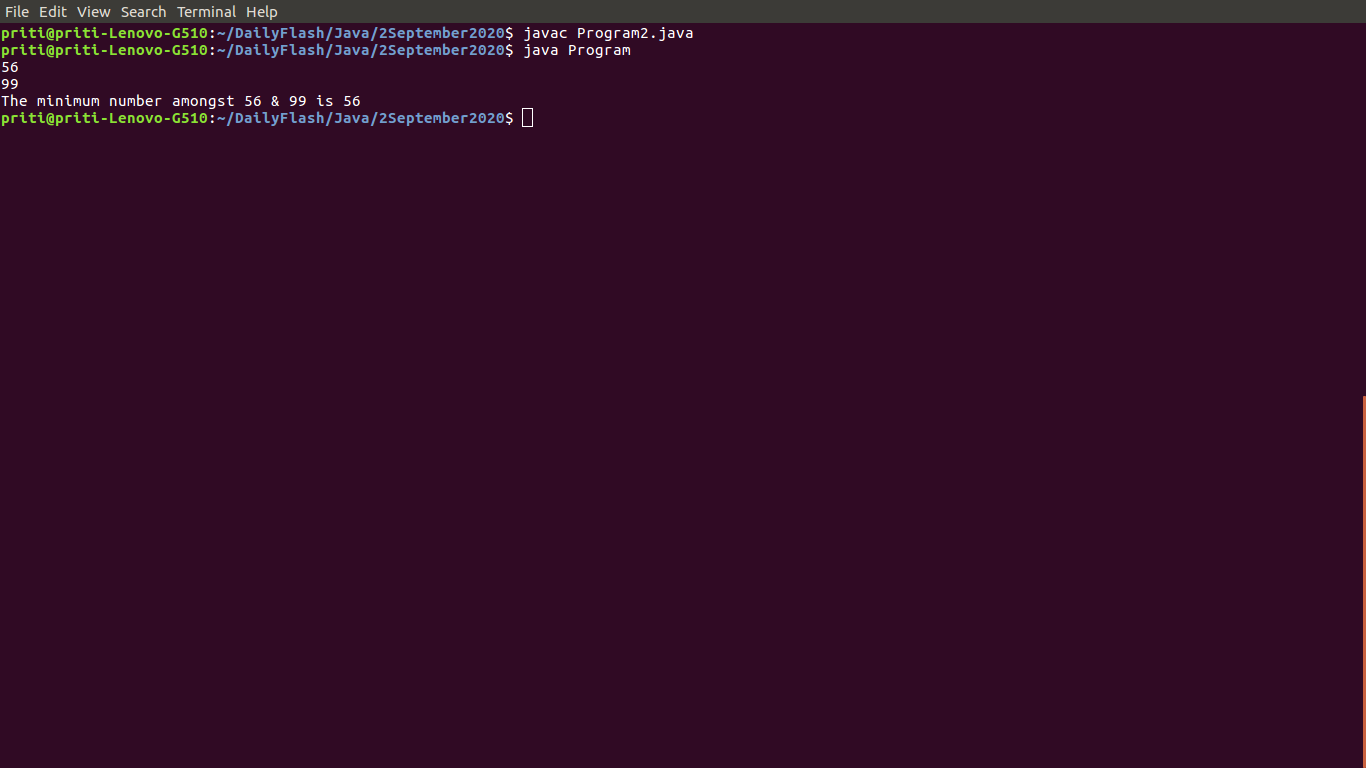 File Edit View Search Terminal Help
priti@priti-Lenovo-G510:~/DailyFlash/Java/2September2020$ javac Program2.java
priti@priti-Lenovo-G510:~/DailyFlash/Java/2September2020$ java Program
56
99
The minimum number amongst 56 & 99 is 56
priti@priti-Lenovo-G510:~/DailyFlash/Java/2September2020$